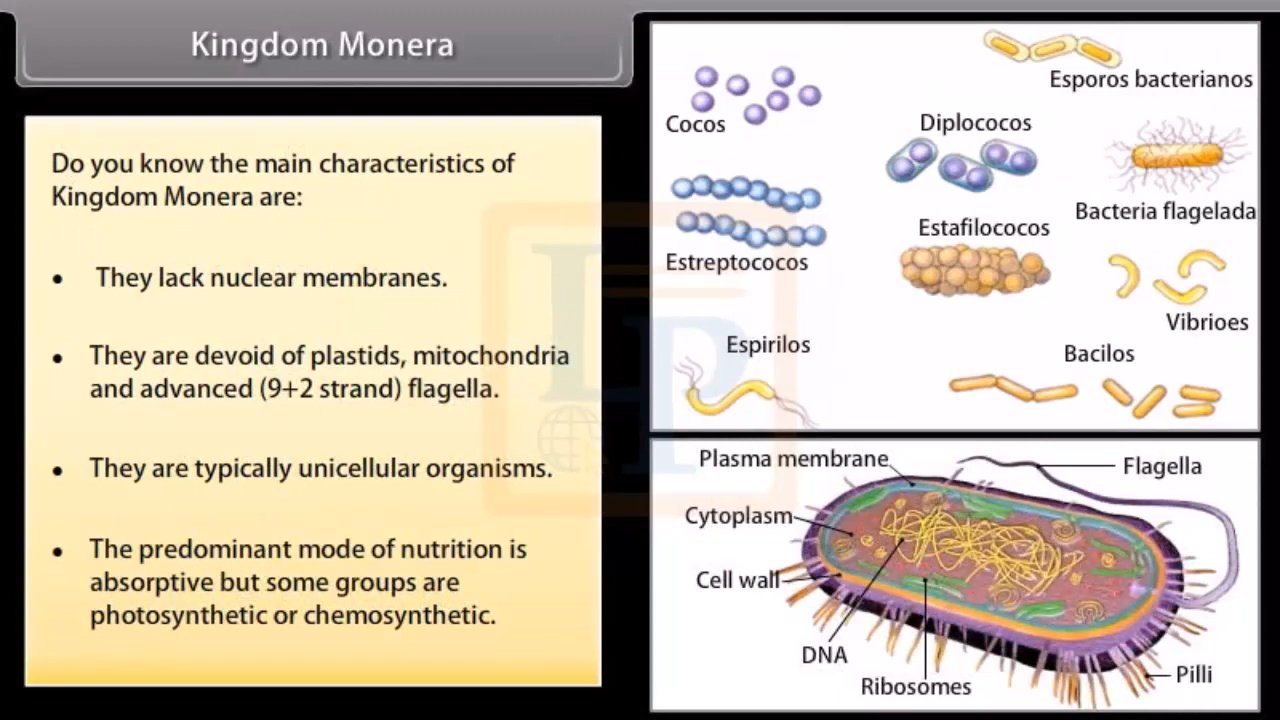 Kingdom Monera
Do you know the main characteristics of
Kingdom Monera are:
• They lack nuclear membranes.
• They are devoid of plastids, mitochondria
and advanced (9+2 strand) flagella.
• They are typically unicellular organisms.
• The predominant mode of nutrition is
absorptive but some groups are
photosynthetic or chemosynthetic.
Esporos bacterianos
Cocos
Diplococos
Bacteria flagelada
Estafilococos
Estreptococos
Vibrioes
Espirilos
Bacilos
Plasma membrane
Flagella
Cytoplasm
Cell wall
DNA
Ribosomes
Pilli